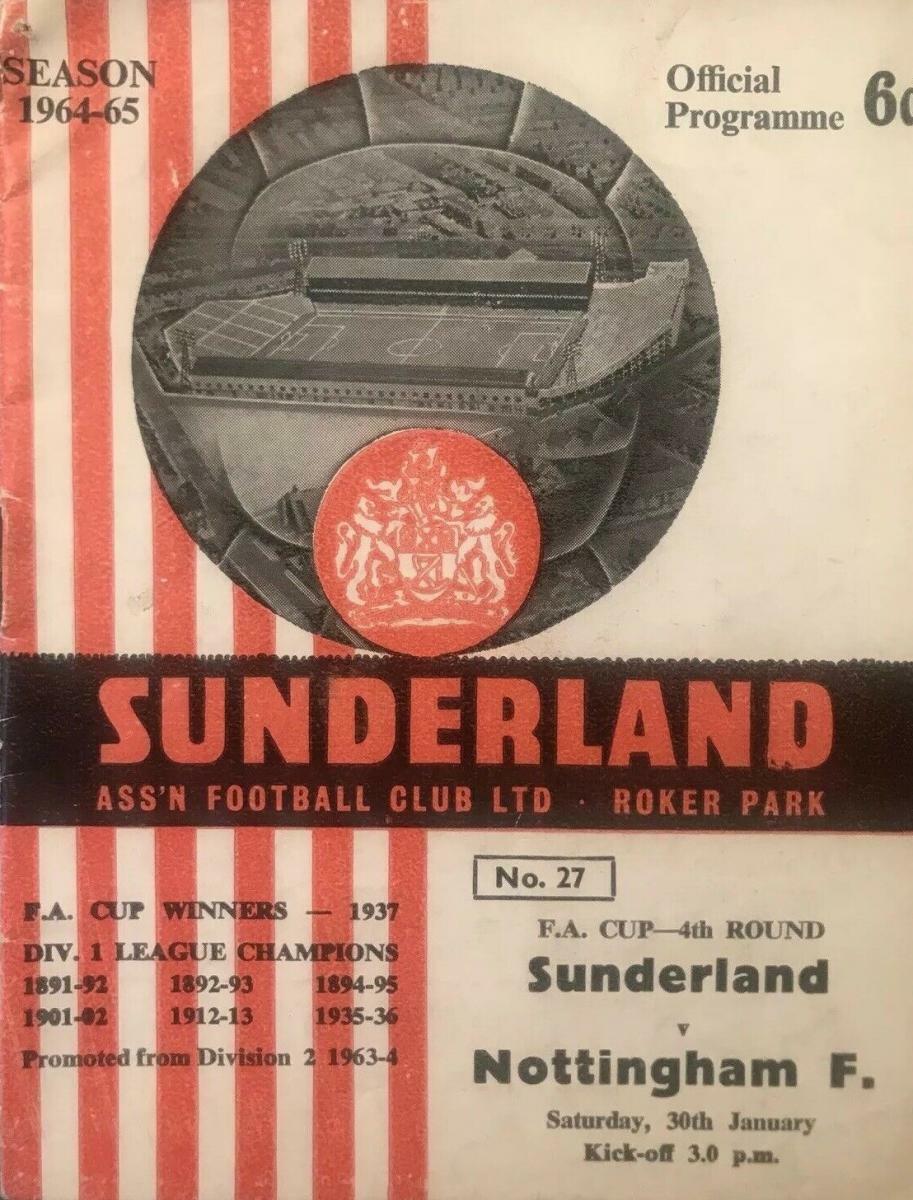 SEASON
1964-65
Official
Programme
6d
SUNDERLAND
ASS'N FOOTBALL CLUB LTD · ROKER PARK
No. 27
F.A. CUP WINNERS — 1937
DIV. 1 LEAGUE CHAMPIONS
1891-92 1892-93 1894-95
1901-02 1912-13 1935-36
Promoted from Division 2 1963-4
F.A. CUP—4th ROUND
Sunderland
v
Nottingham F.
Saturday, 30th January
Kick-off 3.0 p.m.